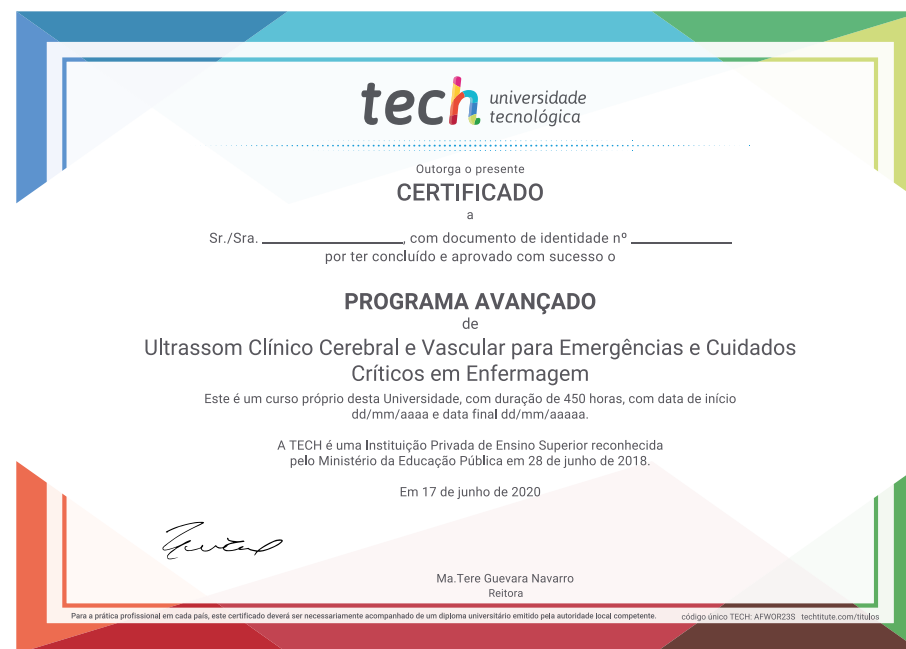 tech universidade
tecnológica
Outorga o presente
CERTIFICADO
a
Sr./Sra. ________________, com documento de identidade nº ____________
por ter concluído e aprovado com sucesso o
PROGRAMA AVANÇADO
de
Ultrassom Clínico Cerebral e Vascular para Emergências e Cuidados
Críticos em Enfermagem
Este é um curso próprio desta Universidade, com duração de 450 horas, com data de início
dd/mm/aaaa e data final dd/mm/aaaaa.
A TECH é uma Instituição Privada de Ensino Superior reconhecida
pelo Ministério da Educação Pública em 28 de junho de 2018.
Em 17 de junho de 2020
Ma.Tere Guevara Navarro
Reitora
Para a prática profissional em cada país, este certificado deverá ser necessariamente acompanhado de um diploma universitário emitido pela autoridade local competente. código único TECH: AFWOR23S techtitute.com/titulos